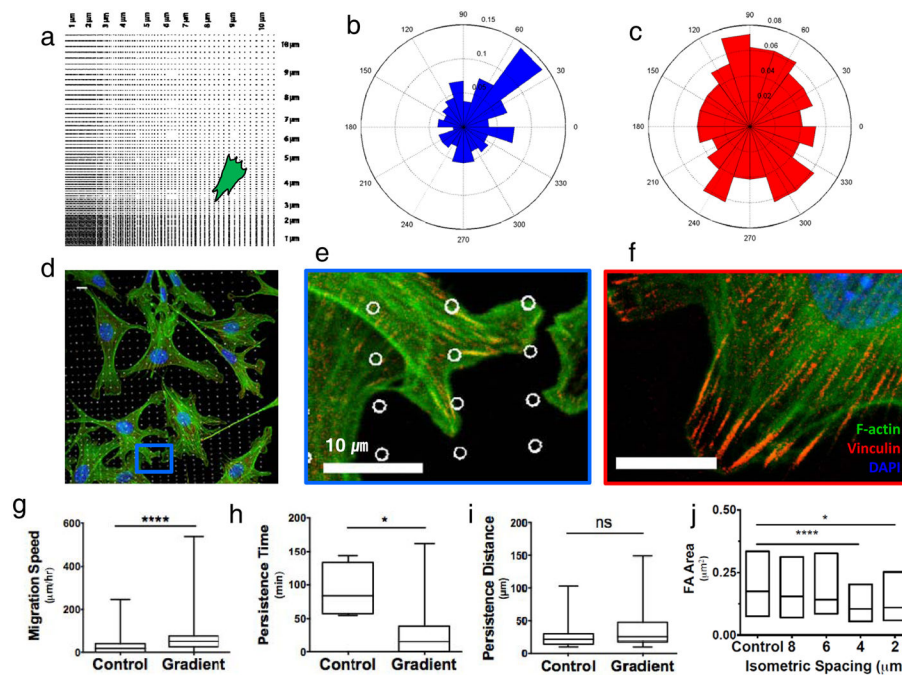 a
1 μm 2 μm 3 μm 4 μm 5 μm 6 μm 7 μm 8 μm 9 μm 10 μm
10 μm
9 μm
8 μm
7 μm
6 μm
5 μm
4 μm
3 μm
2 μm
1 μm
b
90
0.15
120 60
0.1
150 30
180 0
210 330
240 300
270
c
90
0.08
120 60
0.06
0.04
150 30
0.02
180 0
210 330
240 300
270
d
e
10 μm
f
F-actin
Vinculin
DAPI
g
Migration Speed
(μm/hr)
600
400
200
0
****
Control Gradient
h
Persistence Time
(min)
200
150
100
50
0
*
Control Gradient
i
Persistence Distance
(μm)
200
150
100
50
0
ns
Control Gradient
j
FA Area
(μm²)
0.50
0.25
0.00
*
****
Control 8 6 4 2
Isometric Spacing (μm